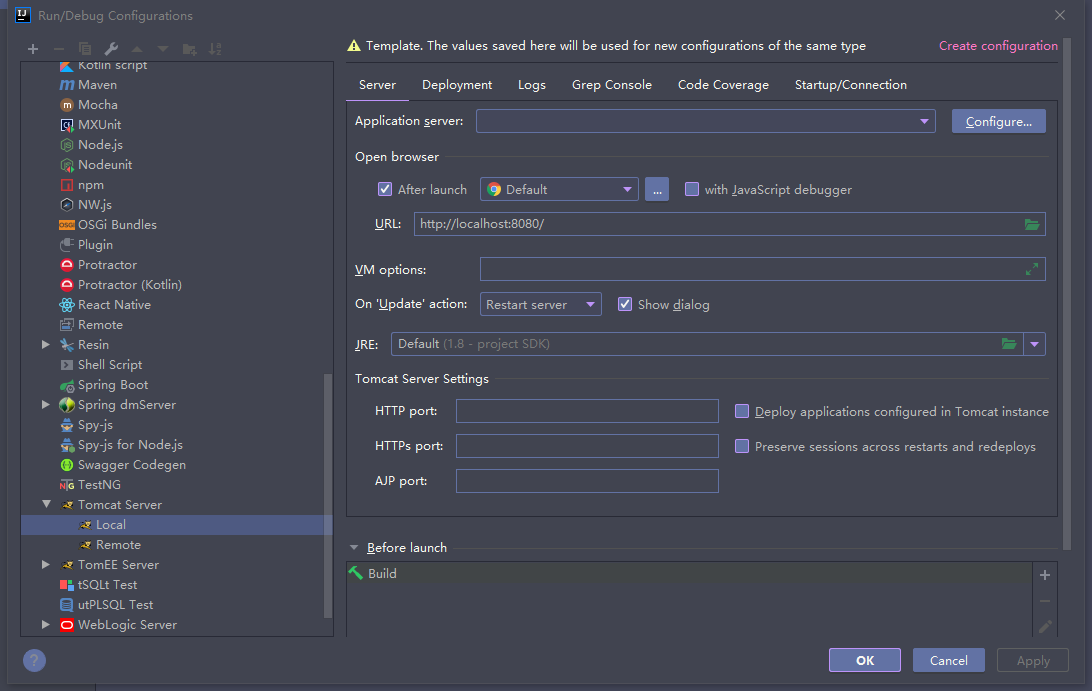 Run/Debug Configurations
Kotlin script
Maven
Mocha
MXUnit
Node.js
Nodeunit
npm
NW.js
OSGi Bundles
Plugin
Protractor
Protractor (Kotlin)
React Native
Remote
Resin
Shell Script
Spring Boot
Spring dmServer
Spy-js
Spy-js for Node.js
Swagger Codegen
TestNG
Tomcat Server
Local
Remote
TomEE Server
tSQLt Test
utPLSQL Test
WebLogic Server
Template. The values saved here will be used for new configurations of the same type Create configuration
Server Deployment Logs Grep Console Code Coverage Startup/Connection
Application server: Configure...
Open browser
After launch Default ... with JavaScript debugger
URL: http://localhost:8080/
VM options:
On 'Update' action: Restart server Show dialog
JRE: Default (1.8 - project SDK)
Tomcat Server Settings
HTTP port: Deploy applications configured in Tomcat instance
HTTPs port: Preserve sessions across restarts and redeploys
AJP port:
Before launch
Build
? OK Cancel Apply